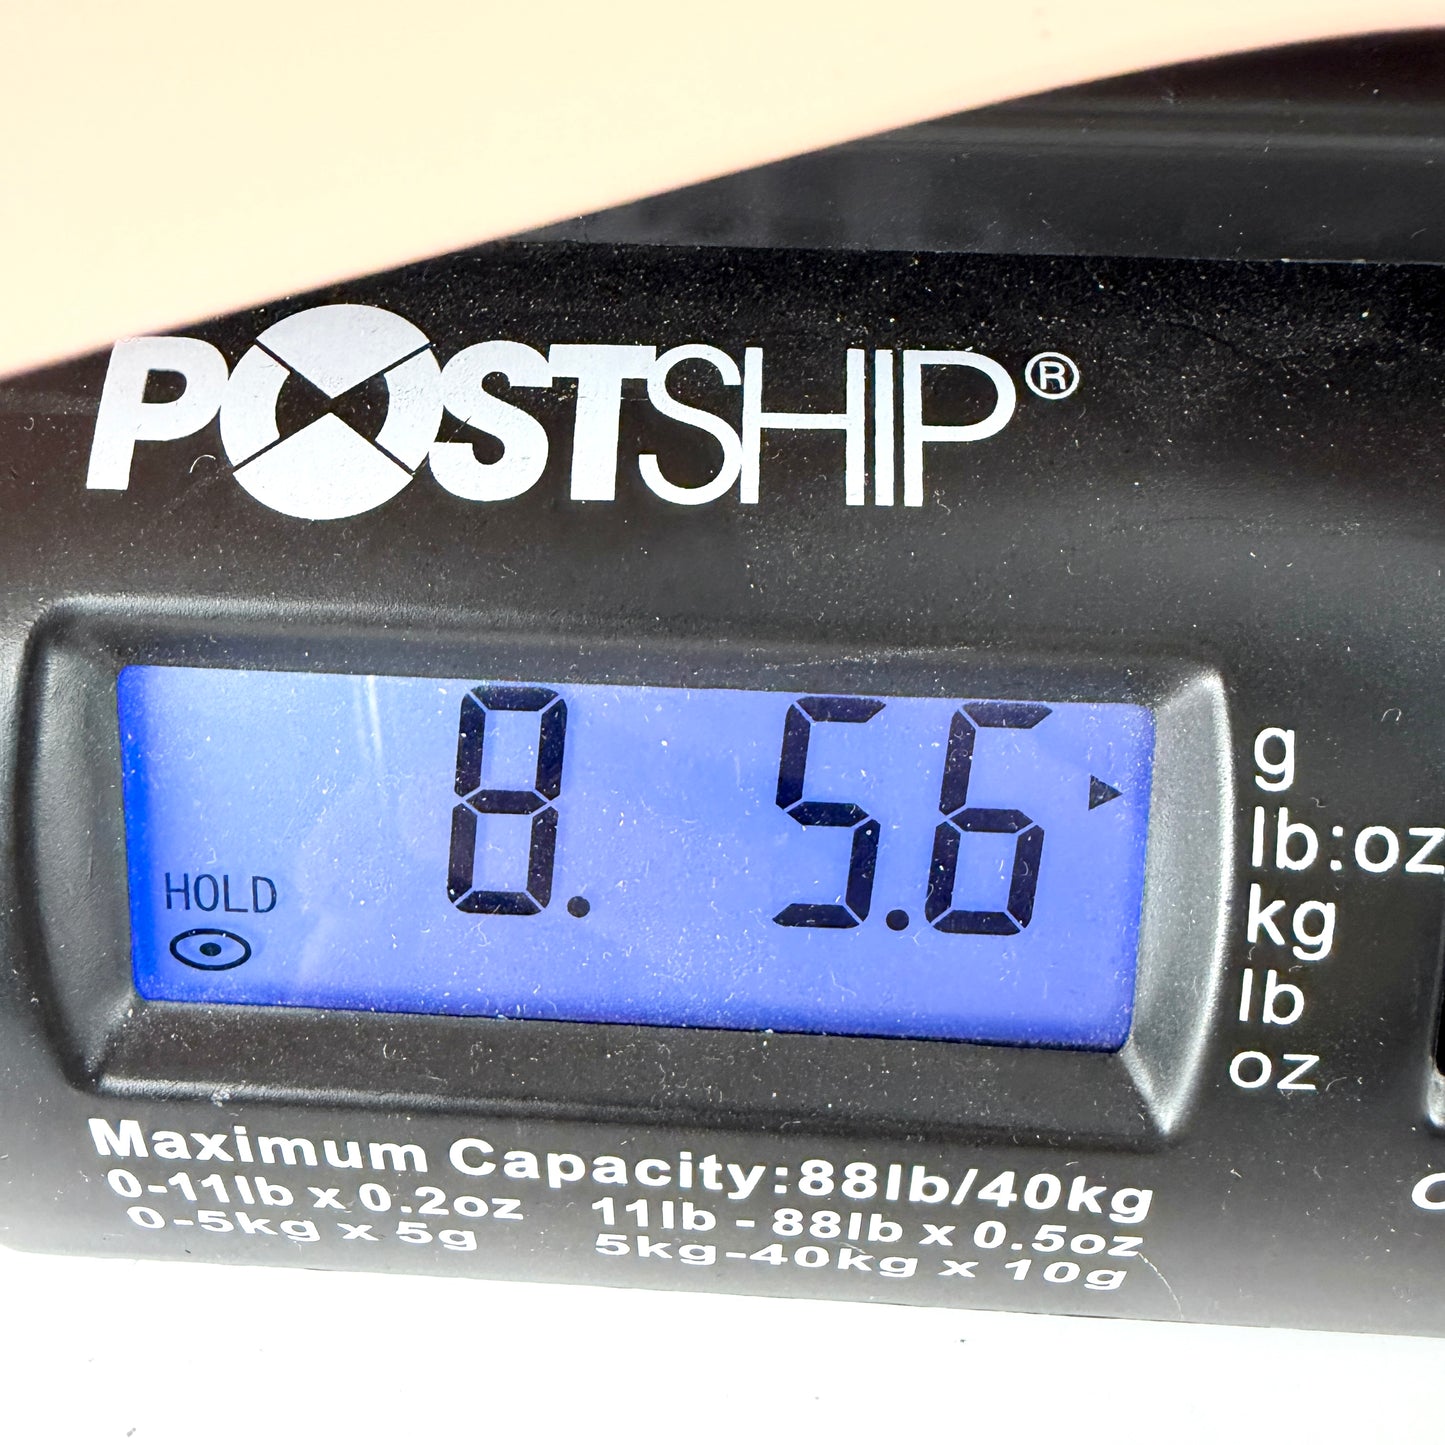 POSTSHIP®
8. 5.6
HOLD
g
lb:oz
kg
lb
oz
Maximum Capacity:88lb/40kg
0-11lb x 0.2oz 11lb - 88lb x 0.5oz
0-5kg x 5g 5kg-40kg x 10g